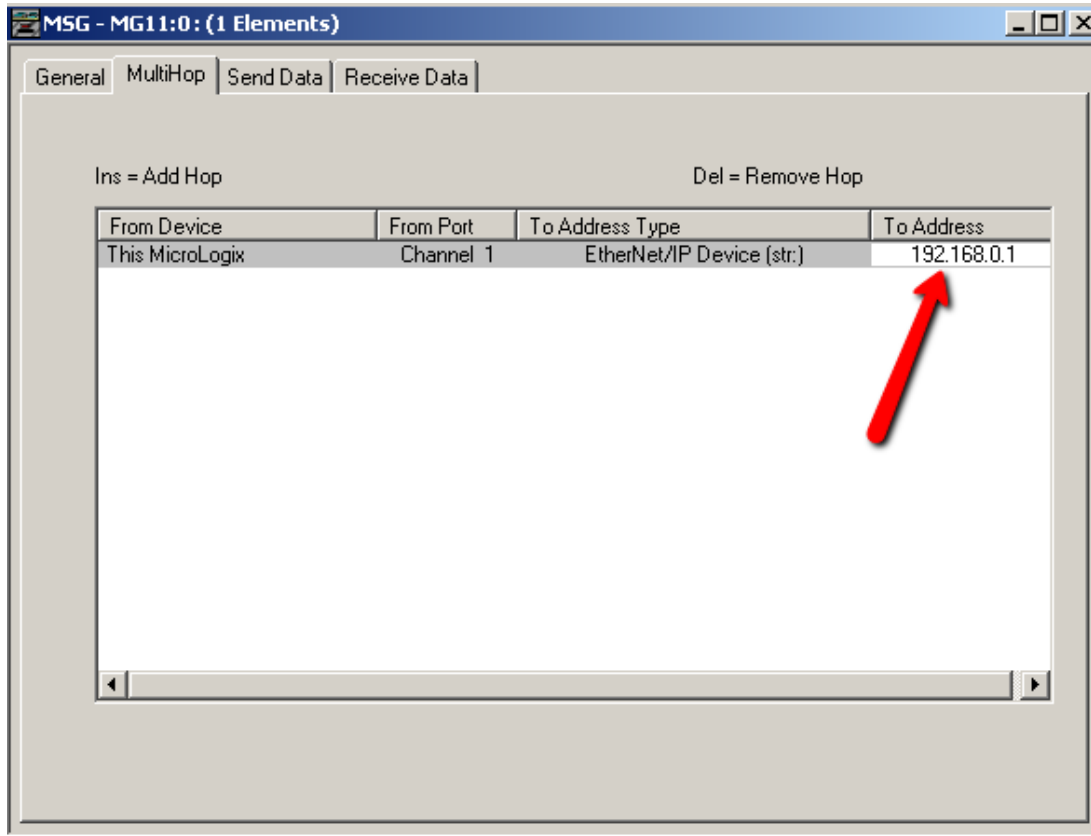 MSG - MG11:0 : (1 Elements)
General MultiHop Send Data Receive Data
Ins = Add Hop Del = Remove Hop
From Device From Port To Address Type To Address
This MicroLogix Channel 1 EtherNet/IP Device (str:) 192.168.0.1